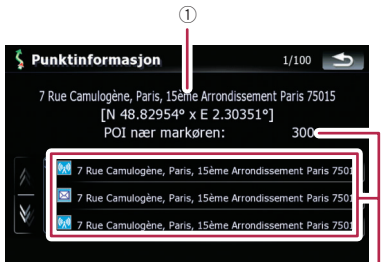 ①
Punktinformasjon 1/100
7 Rue Camulogène, Paris, 15ème Arrondissement Paris 75015
[N 48.82954° x E 2.30351°]
POI nær markøren: 300
7 Rue Camulogène, Paris, 15ème Arrondissement Paris 7501
7 Rue Camulogène, Paris, 15ème Arrondissement Paris 7501
7 Rue Camulogène, Paris, 15ème Arrondissement Paris 7501